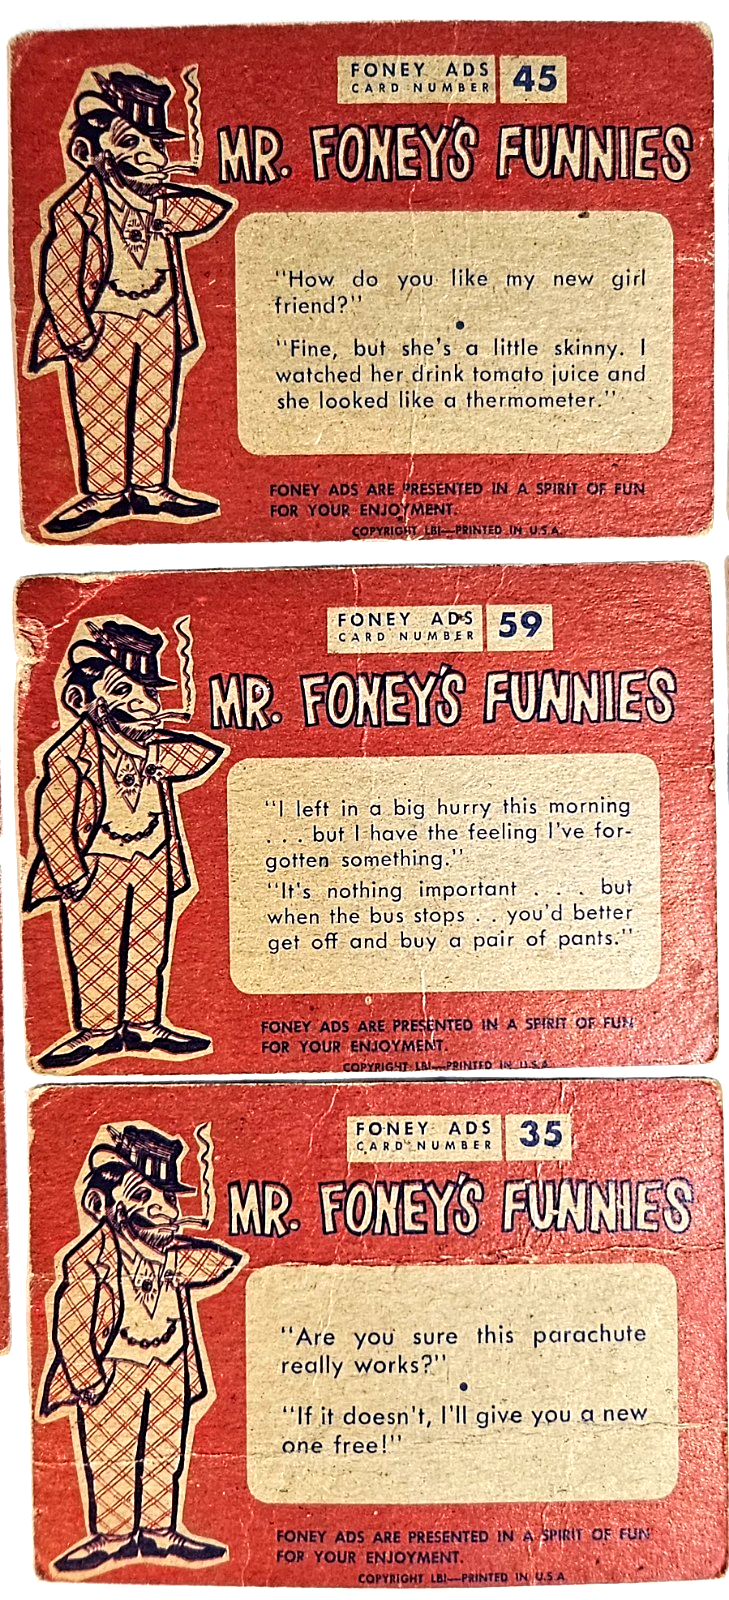 FONEY ADS
CARD NUMBER
45
MR. FONEY'S FUNNIES
"How do you like my new girl
friend?"
•
"Fine, but she's a little skinny. I
watched her drink tomato juice and
she looked like a thermometer."
FONEY ADS ARE PRESENTED IN A SPIRIT OF FUN
FOR YOUR ENJOYMENT.
COPYRIGHT LBI—PRINTED IN U.S.A.
FONEY ADS
CARD NUMBER
59
MR. FONEY'S FUNNIES
"I left in a big hurry this morning
. . . but I have the feeling I've for-
gotten something."
"It's nothing important . . . but
when the bus stops . . you'd better
get off and buy a pair of pants."
FONEY ADS ARE PRESENTED IN A SPIRIT OF FUN
FOR YOUR ENJOYMENT.
COPYRIGHT LBI—PRINTED IN U.S.A.
FONEY ADS
CARD NUMBER
35
MR. FONEY'S FUNNIES
"Are you sure this parachute
really works?"
•
"If it doesn't, I'll give you a new
one free!"
FONEY ADS ARE PRESENTED IN A SPIRIT OF FUN
FOR YOUR ENJOYMENT.
COPYRIGHT LBI—PRINTED IN U.S.A.